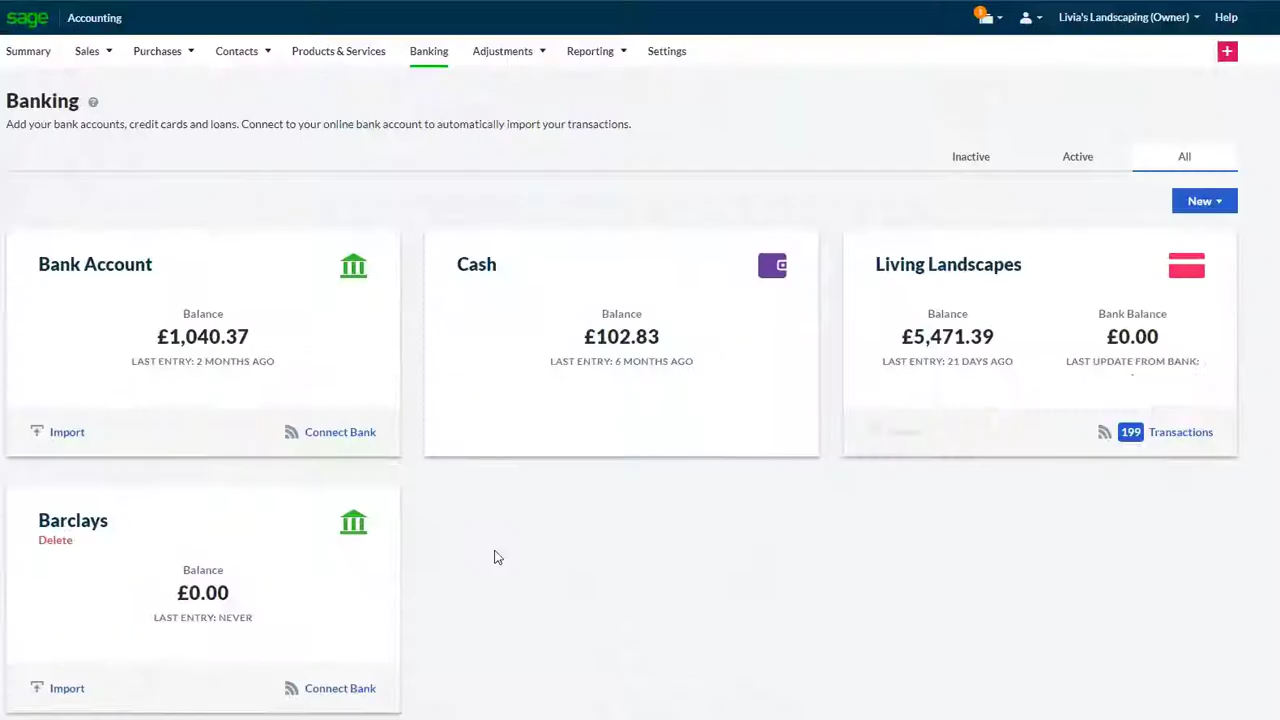 sage Accounting
1 Livia's Landscaping (Owner) Help
Summary Sales Purchases Contacts Products & Services Banking Adjustments Reporting Settings +
Banking ?
Add your bank accounts, credit cards and loans. Connect to your online bank account to automatically import your transactions.
Inactive Active All
New
Bank Account
Balance
£1,040.37
LAST ENTRY: 2 MONTHS AGO
Import Connect Bank
Cash
Balance
£102.83
LAST ENTRY: 6 MONTHS AGO
Living Landscapes
Balance Bank Balance
£5,471.39 £0.00
LAST ENTRY: 21 DAYS AGO LAST UPDATE FROM BANK:
199 Transactions
Barclays
Delete
Balance
£0.00
LAST ENTRY: NEVER
Import Connect Bank